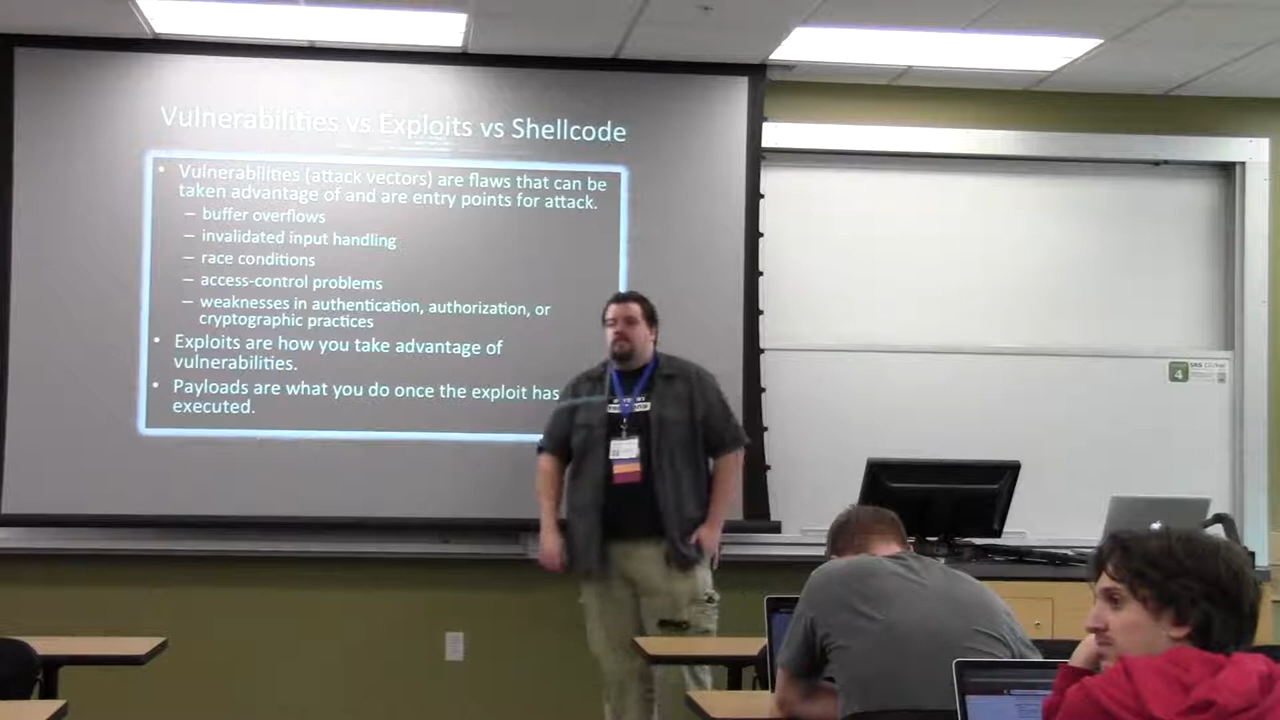 Vulnerabilities vs Exploits vs Shellcode
• Vulnerabilities (attack vectors) are flaws that can be
taken advantage of and are entry points for attack.
– buffer overflows
– invalidated input handling
– race conditions
– access-control problems
– weaknesses in authentication, authorization, or
cryptographic practices
• Exploits are how you take advantage of
vulnerabilities.
• Payloads are what you do once the exploit has
executed.
4